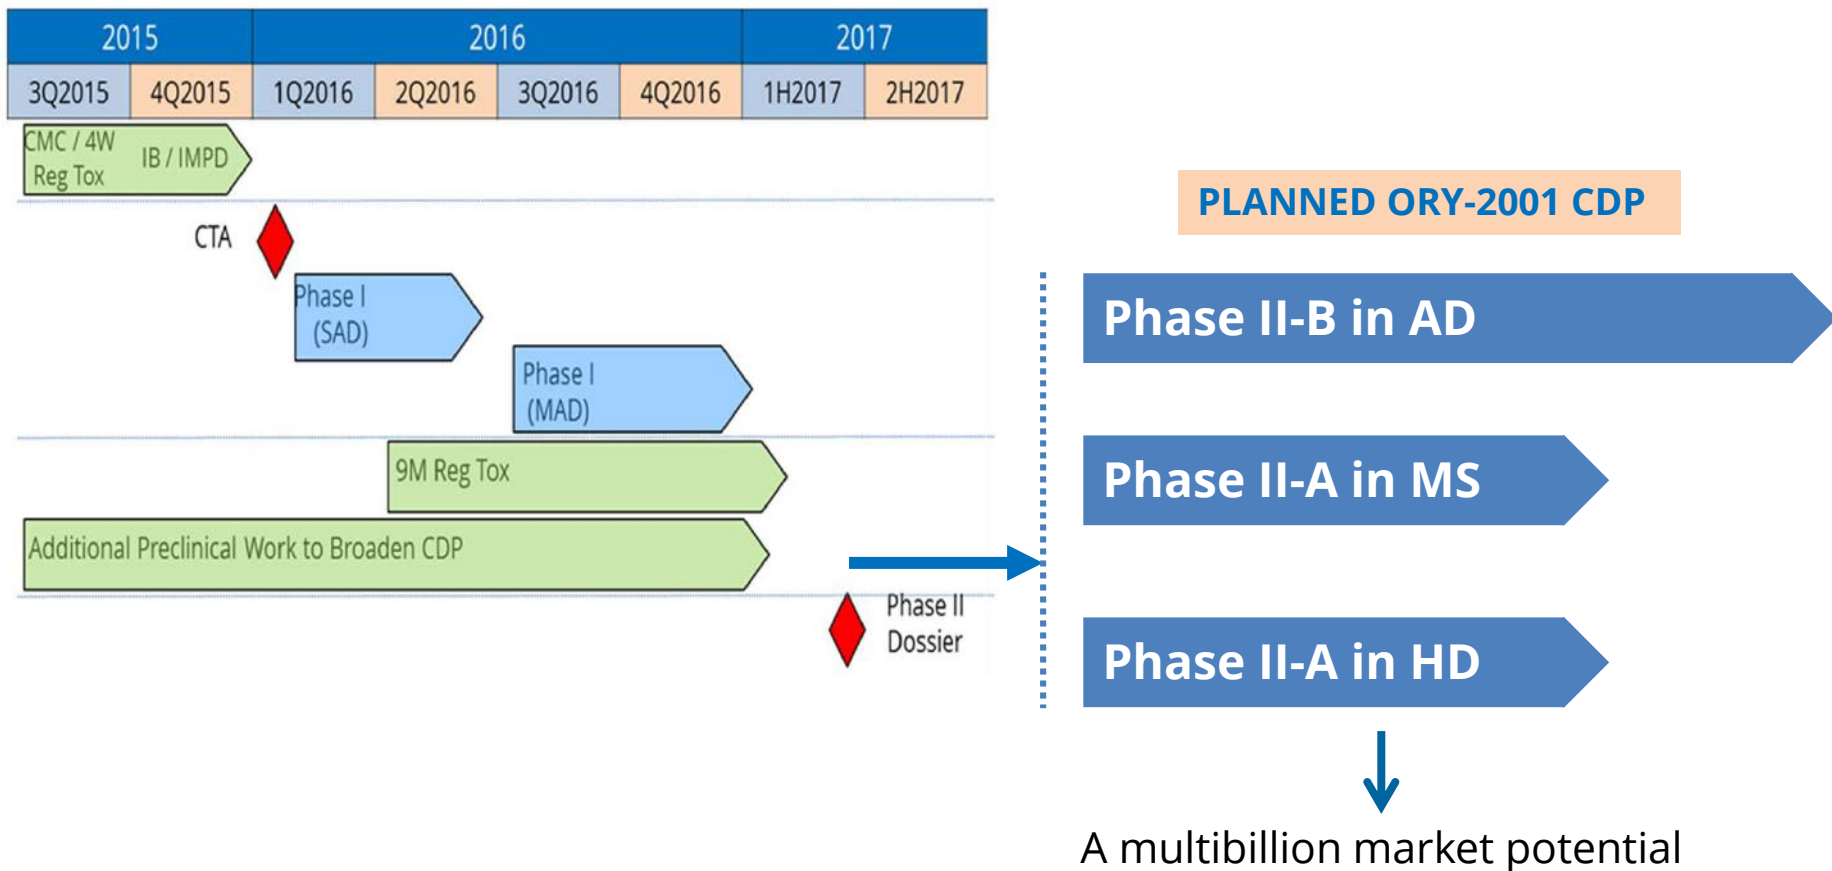 2015 2016 2017
3Q2015 4Q2015 1Q2016 2Q2016 3Q2016 4Q2016 1H2017 2H2017
CMC / 4W
Reg Tox
IB / IMPD
CTA
Phase I
(SAD)
Phase I
(MAD)
9M Reg Tox
Additional Preclinical Work to Broaden CDP
Phase II
Dossier
PLANNED ORY-2001 CDP
Phase II-B in AD
Phase II-A in MS
Phase II-A in HD
A multibillion market potential